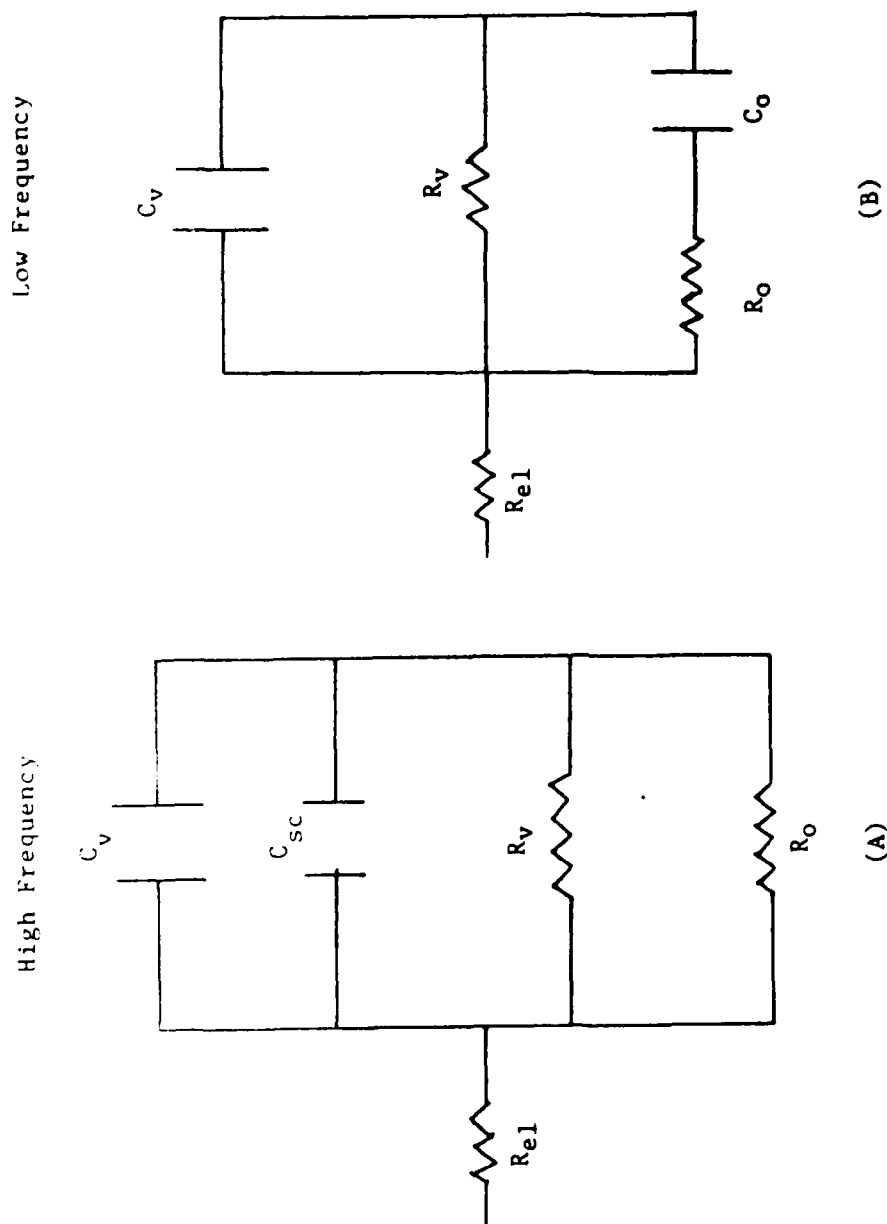 High Frequency
C_v
C_sc
R_el
R_v
R_o
(A)
Low Frequency
C_v
R_el
R_v
R_o
C_o
(B)